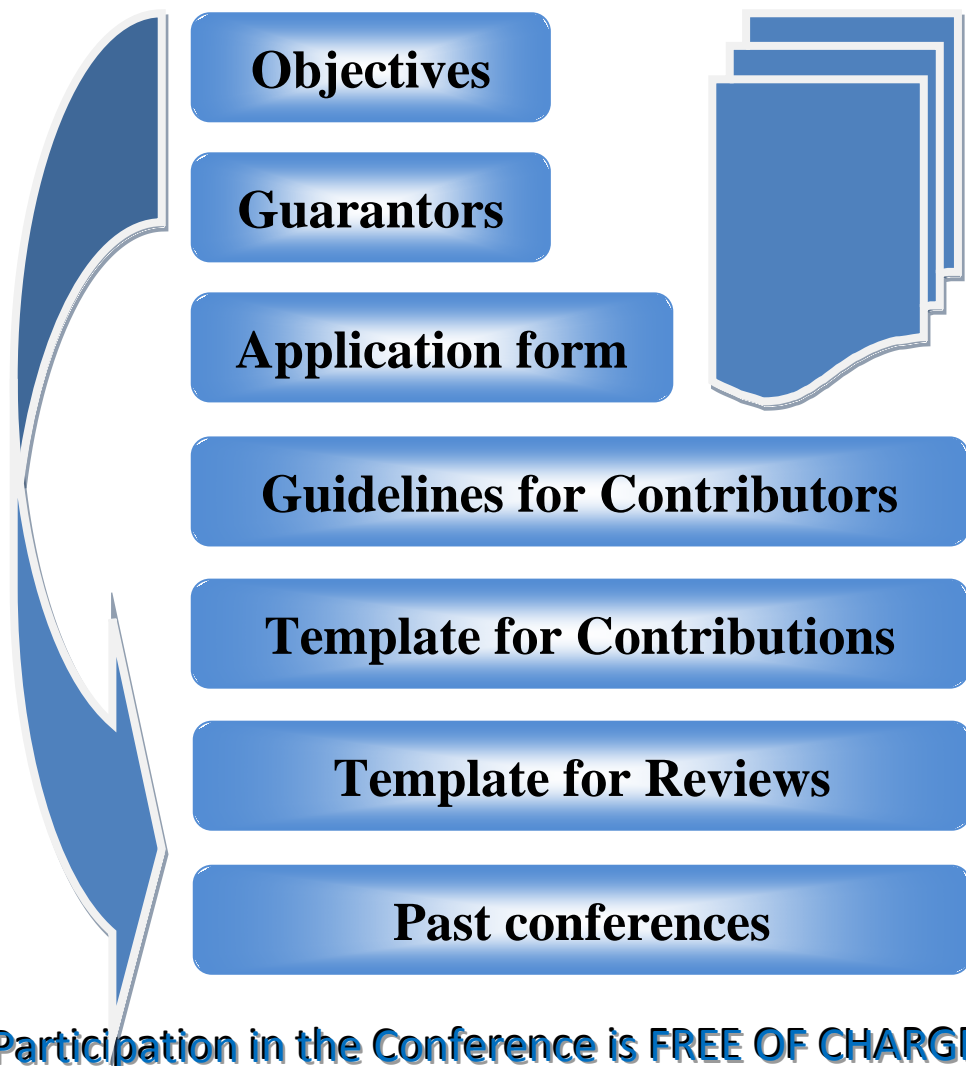 Objectives
Guarantors
Application form
Guidelines for Contributors
Template for Contributions
Template for Reviews
Past conferences
Participation in the Conference is FREE OF CHARGE